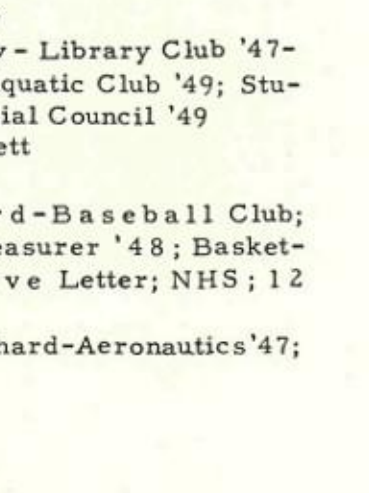 - Library Club '47-
quatic Club '49; Stu-
ial Council '49
ett
d-Baseball Club;
easurer '48; Basket-
ve Letter; NHS; 12
hard-Aeronautics '47;